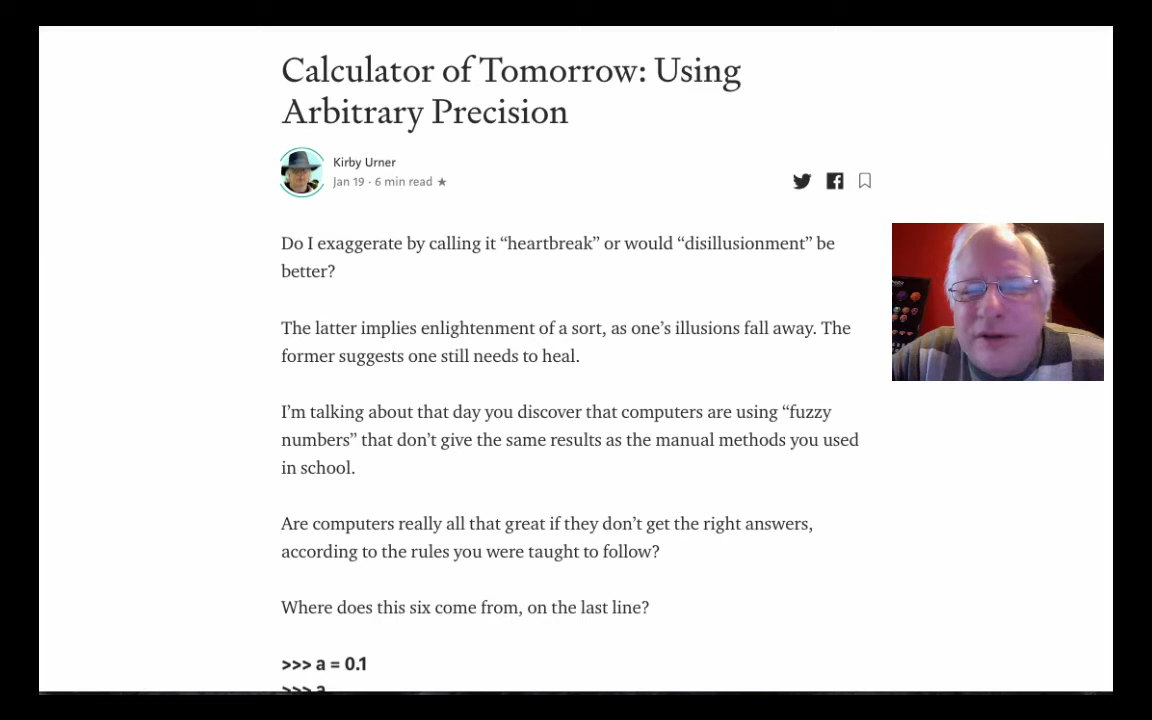 Calculator of Tomorrow: Using
Arbitrary Precision
Kirby Urner
Jan 19 · 6 min read ★
Do I exaggerate by calling it “heartbreak” or would “disillusionment” be
better?
The latter implies enlightenment of a sort, as one’s illusions fall away. The
former suggests one still needs to heal.
I’m talking about that day you discover that computers are using “fuzzy
numbers” that don’t give the same results as the manual methods you used
in school.
Are computers really all that great if they don’t get the right answers,
according to the rules you were taught to follow?
Where does this six come from, on the last line?
>>> a = 0.1
>>> a